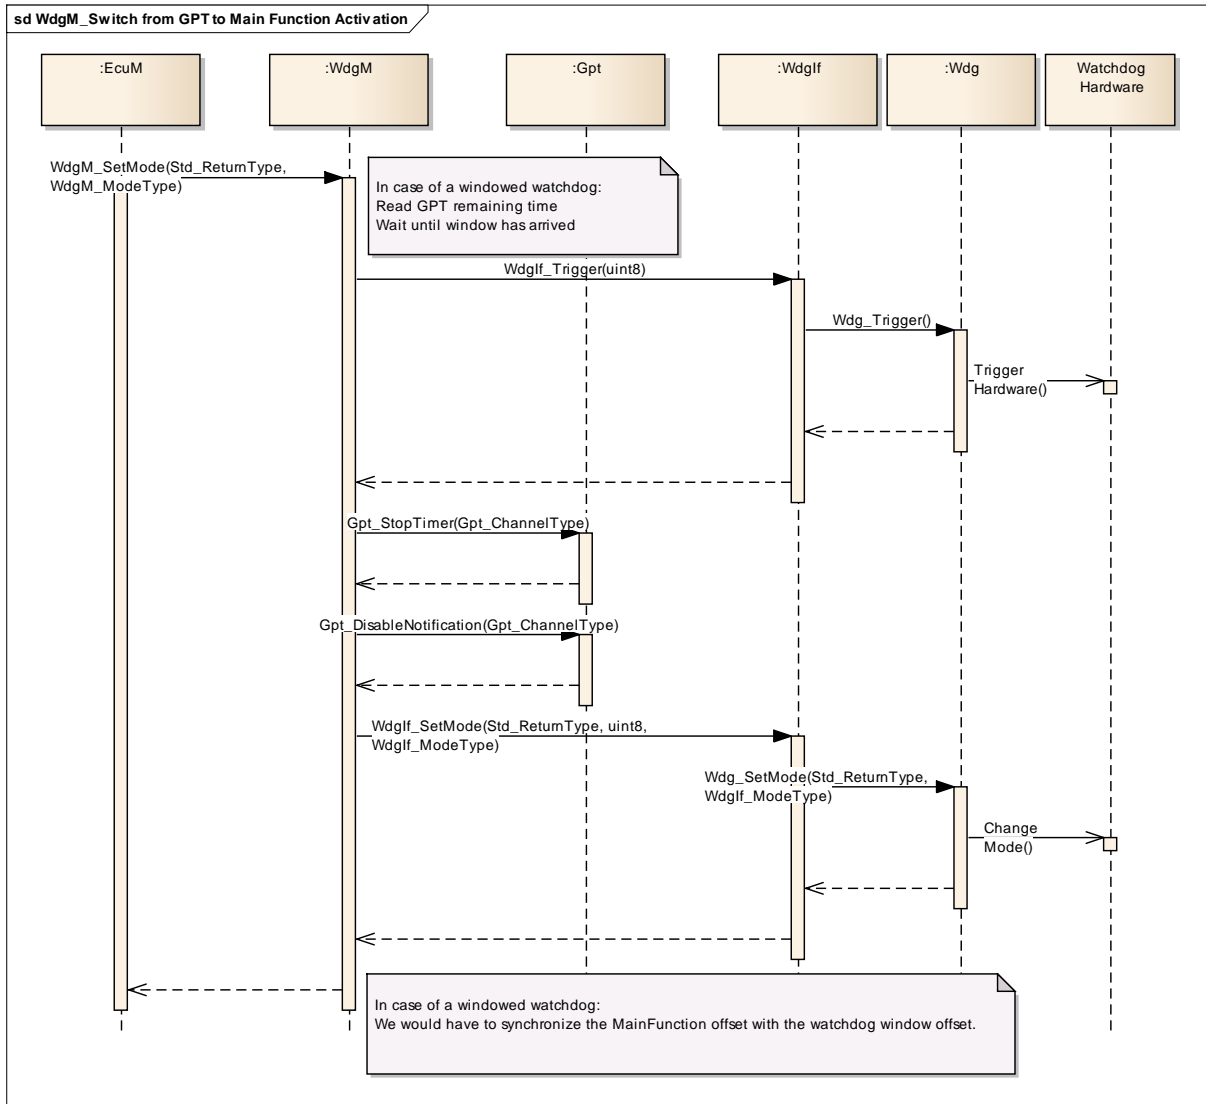 sd WdgM_Switch from GPT to Main Function Activation
:EcuM
:WdgM
:Gpt
:WdgIf
:Wdg
Watchdog
Hardware
WdgM_SetMode(Std_ReturnType,
WdgM_ModeType)
In case of a windowed watchdog:
Read GPT remaining time
Wait until window has arrived
WdgIf_Trigger(uint8)
Wdg_Trigger()
Trigger
Hardware()
Gpt_StopTimer(Gpt_ChannelType)
Gpt_DisableNotification(Gpt_ChannelType)
WdgIf_SetMode(Std_ReturnType, uint8,
WdgIf_ModeType)
Wdg_SetMode(Std_ReturnType,
WdgIf_ModeType)
Change
Mode()
In case of a windowed watchdog:
We would have to synchronize the MainFunction offset with the watchdog window offset.